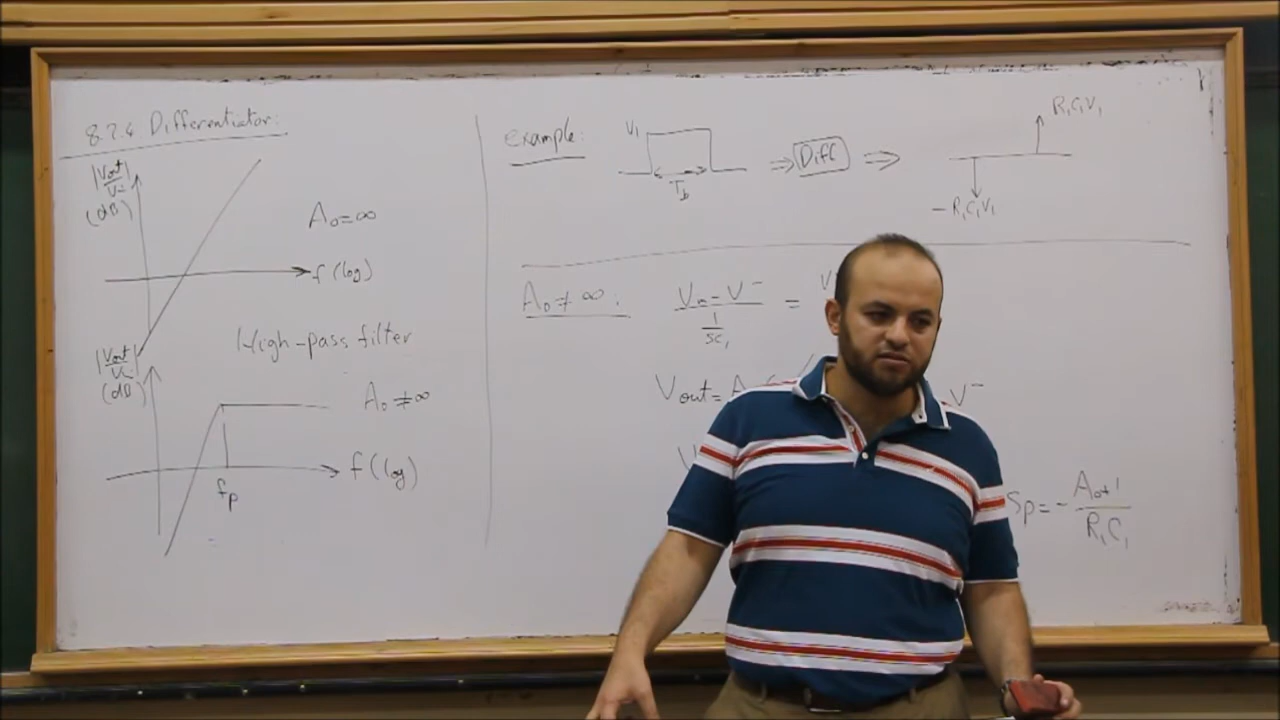 8.2.4 Differentiator:
|Vout/Vin|
(dB)
A₀=∞
f (log)
High-pass filter
|Vout/Vin|
(dB)
A₀≠∞
f (log)
fp
example:
V₁
Tb
⇒ Diff ⇒
R₁C₁V₁
-R₁C₁V₁
A₀≠∞:
(Vin - V⁻)/(1/sC₁) =
Vout=
V⁻
Sp = - (A₀+1)/(R₁C₁)